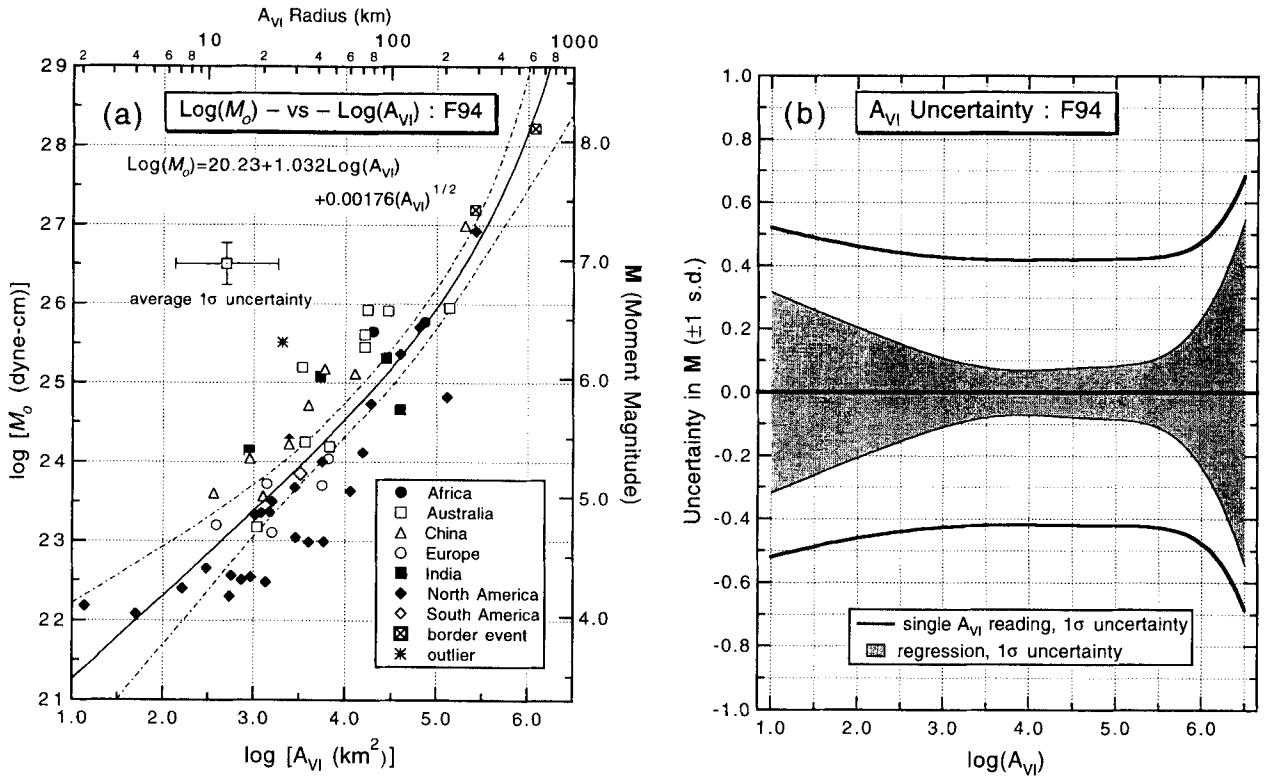 A_VI Radius (km)
10 100 1000
2 4 6 8 2 4 6 8 2 4 6 8
(a) Log(M_o) – vs – Log(A_VI) : F94
Log(M_o)=20.23+1.032Log(A_VI)
+0.00176(A_VI)^1/2
average 1σ uncertainty
29
28
27
26
25
24
23
22
21
log [M_o (dyne-cm)]
8.0
7.0
6.0
5.0
4.0
M (Moment Magnitude)
Africa
Australia
China
Europe
India
North America
South America
border event
outlier
1.0 2.0 3.0 4.0 5.0 6.0
log [A_VI (km²)]
(b) A_VI Uncertainty : F94
1.0
0.8
0.6
0.4
0.2
0.0
-0.2
-0.4
-0.6
-0.8
-1.0
Uncertainty in M (±1 s.d.)
single A_VI reading, 1σ uncertainty
regression, 1σ uncertainty
1.0 2.0 3.0 4.0 5.0 6.0
log(A_VI)